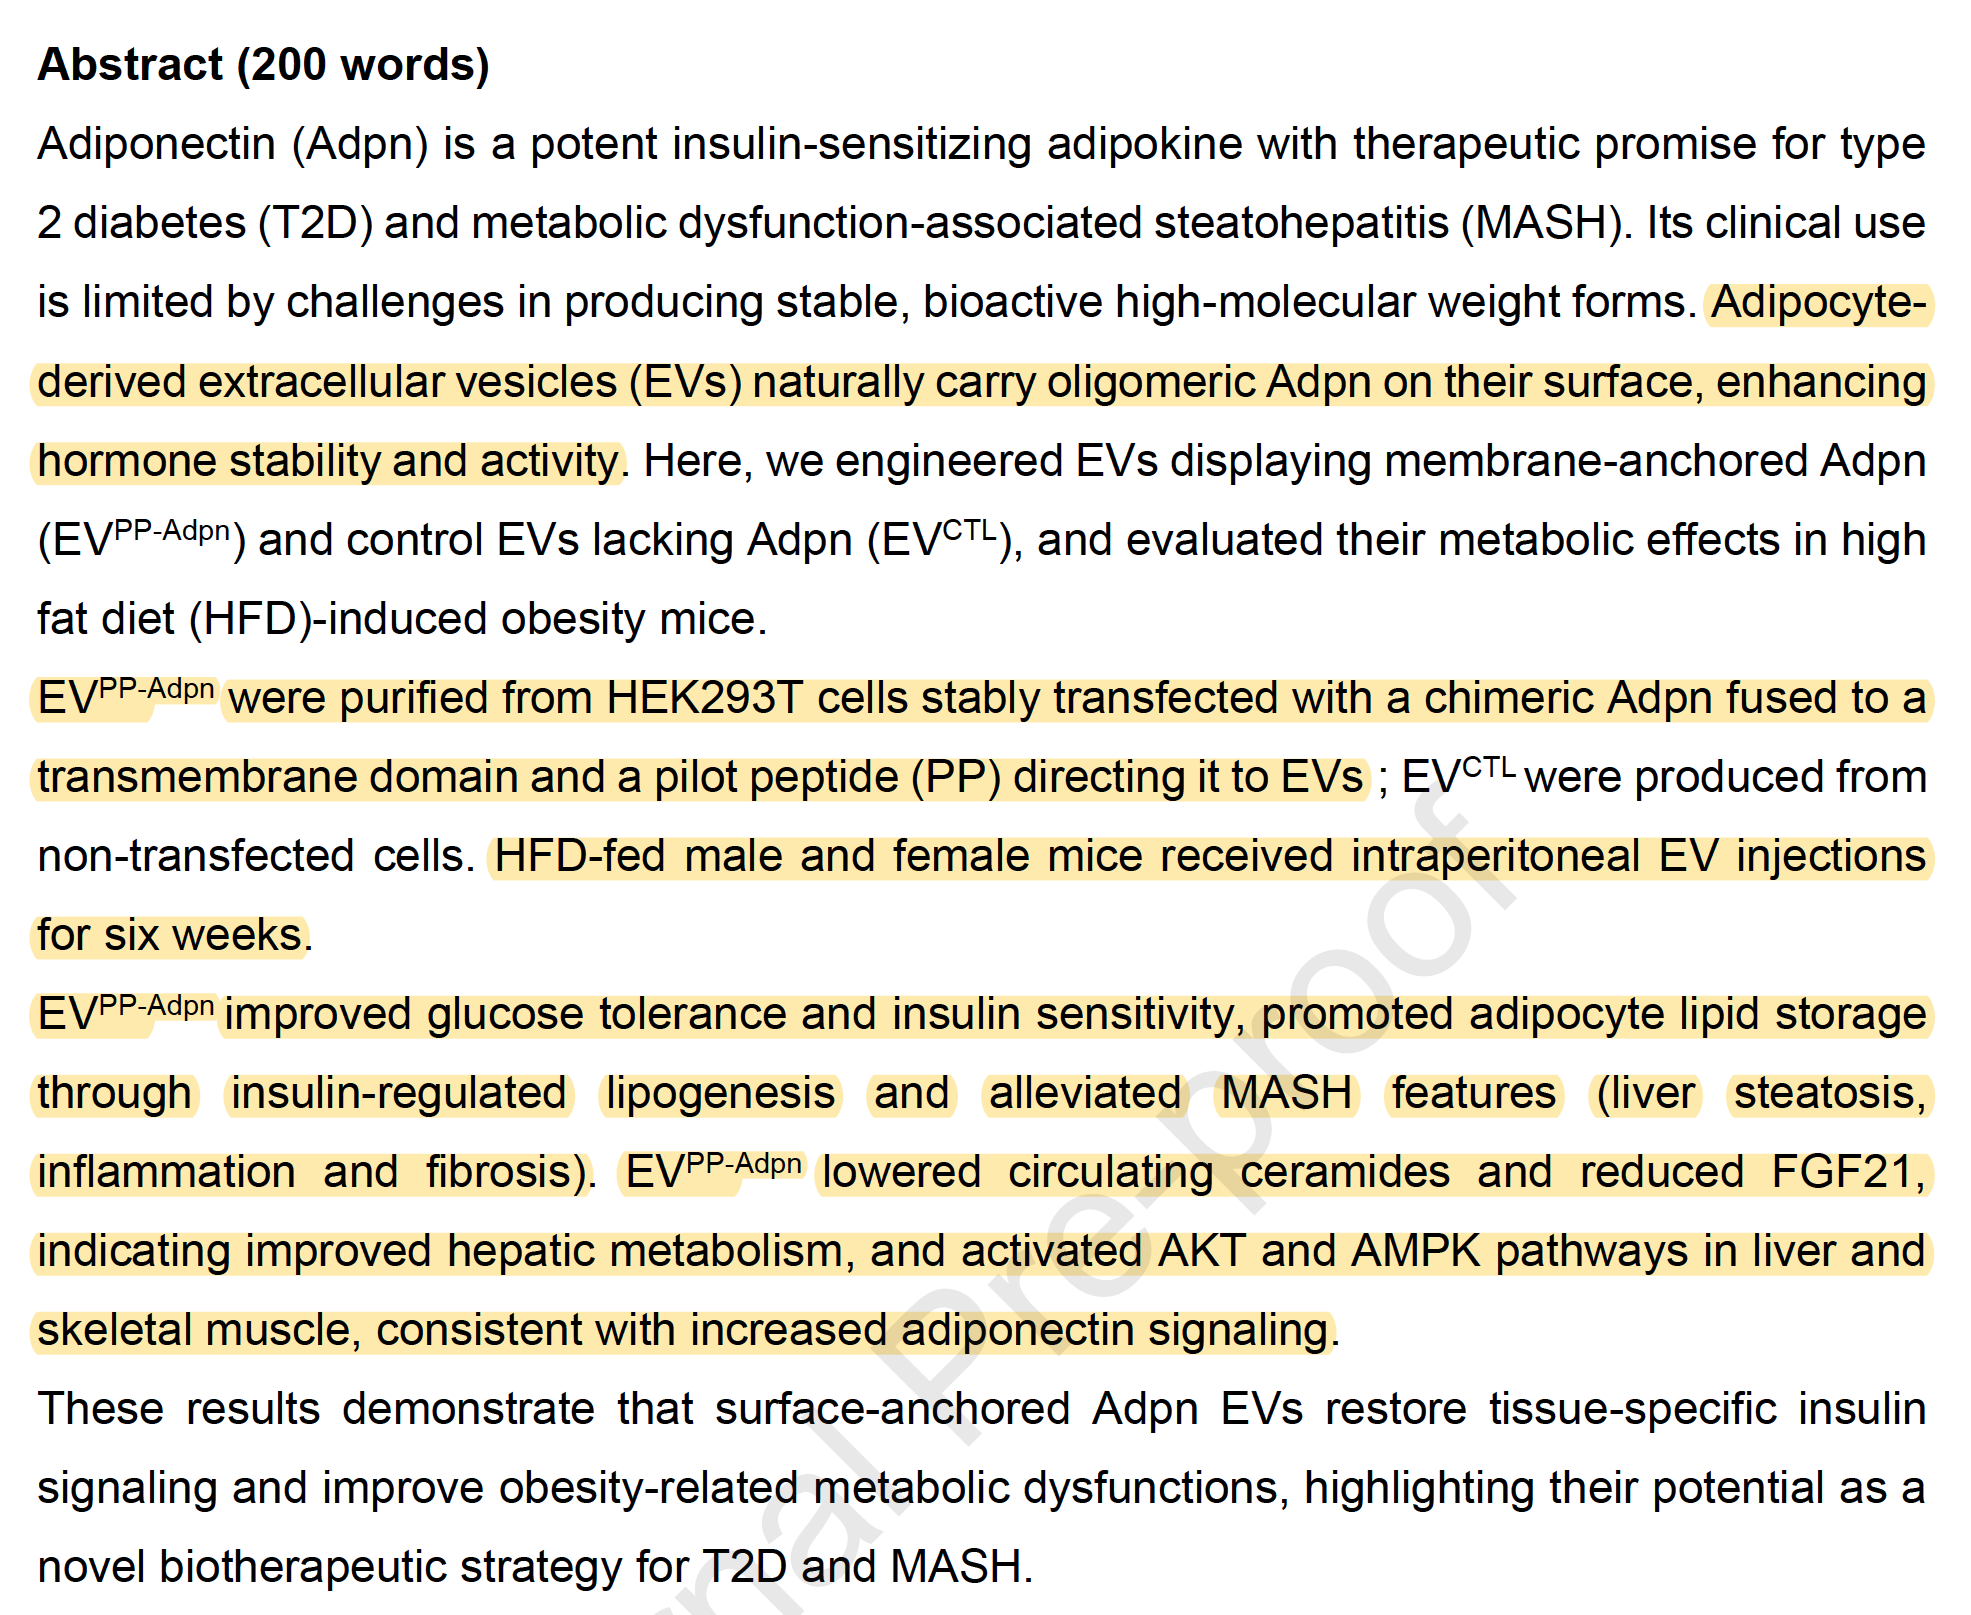 Abstract (200 words)
Adiponectin (Adpn) is a potent insulin-sensitizing adipokine with therapeutic promise for type
2 diabetes (T2D) and metabolic dysfunction-associated steatohepatitis (MASH). Its clinical use
is limited by challenges in producing stable, bioactive high-molecular weight forms. Adipocyte-
derived extracellular vesicles (EVs) naturally carry oligomeric Adpn on their surface, enhancing
hormone stability and activity. Here, we engineered EVs displaying membrane-anchored Adpn
(EVPP-Adpn) and control EVs lacking Adpn (EVCTL), and evaluated their metabolic effects in high
fat diet (HFD)-induced obesity mice.
EVPP-Adpn were purified from HEK293T cells stably transfected with a chimeric Adpn fused to a
transmembrane domain and a pilot peptide (PP) directing it to EVs ; EVCTL were produced from
non-transfected cells. HFD-fed male and female mice received intraperitoneal EV injections
for six weeks.
EVPP-Adpn improved glucose tolerance and insulin sensitivity, promoted adipocyte lipid storage
through insulin-regulated lipogenesis and alleviated MASH features (liver steatosis,
inflammation and fibrosis). EVPP-Adpn lowered circulating ceramides and reduced FGF21,
indicating improved hepatic metabolism, and activated AKT and AMPK pathways in liver and
skeletal muscle, consistent with increased adiponectin signaling.
These results demonstrate that surface-anchored Adpn EVs restore tissue-specific insulin
signaling and improve obesity-related metabolic dysfunctions, highlighting their potential as a
novel biotherapeutic strategy for T2D and MASH.
rnal Pre-proof